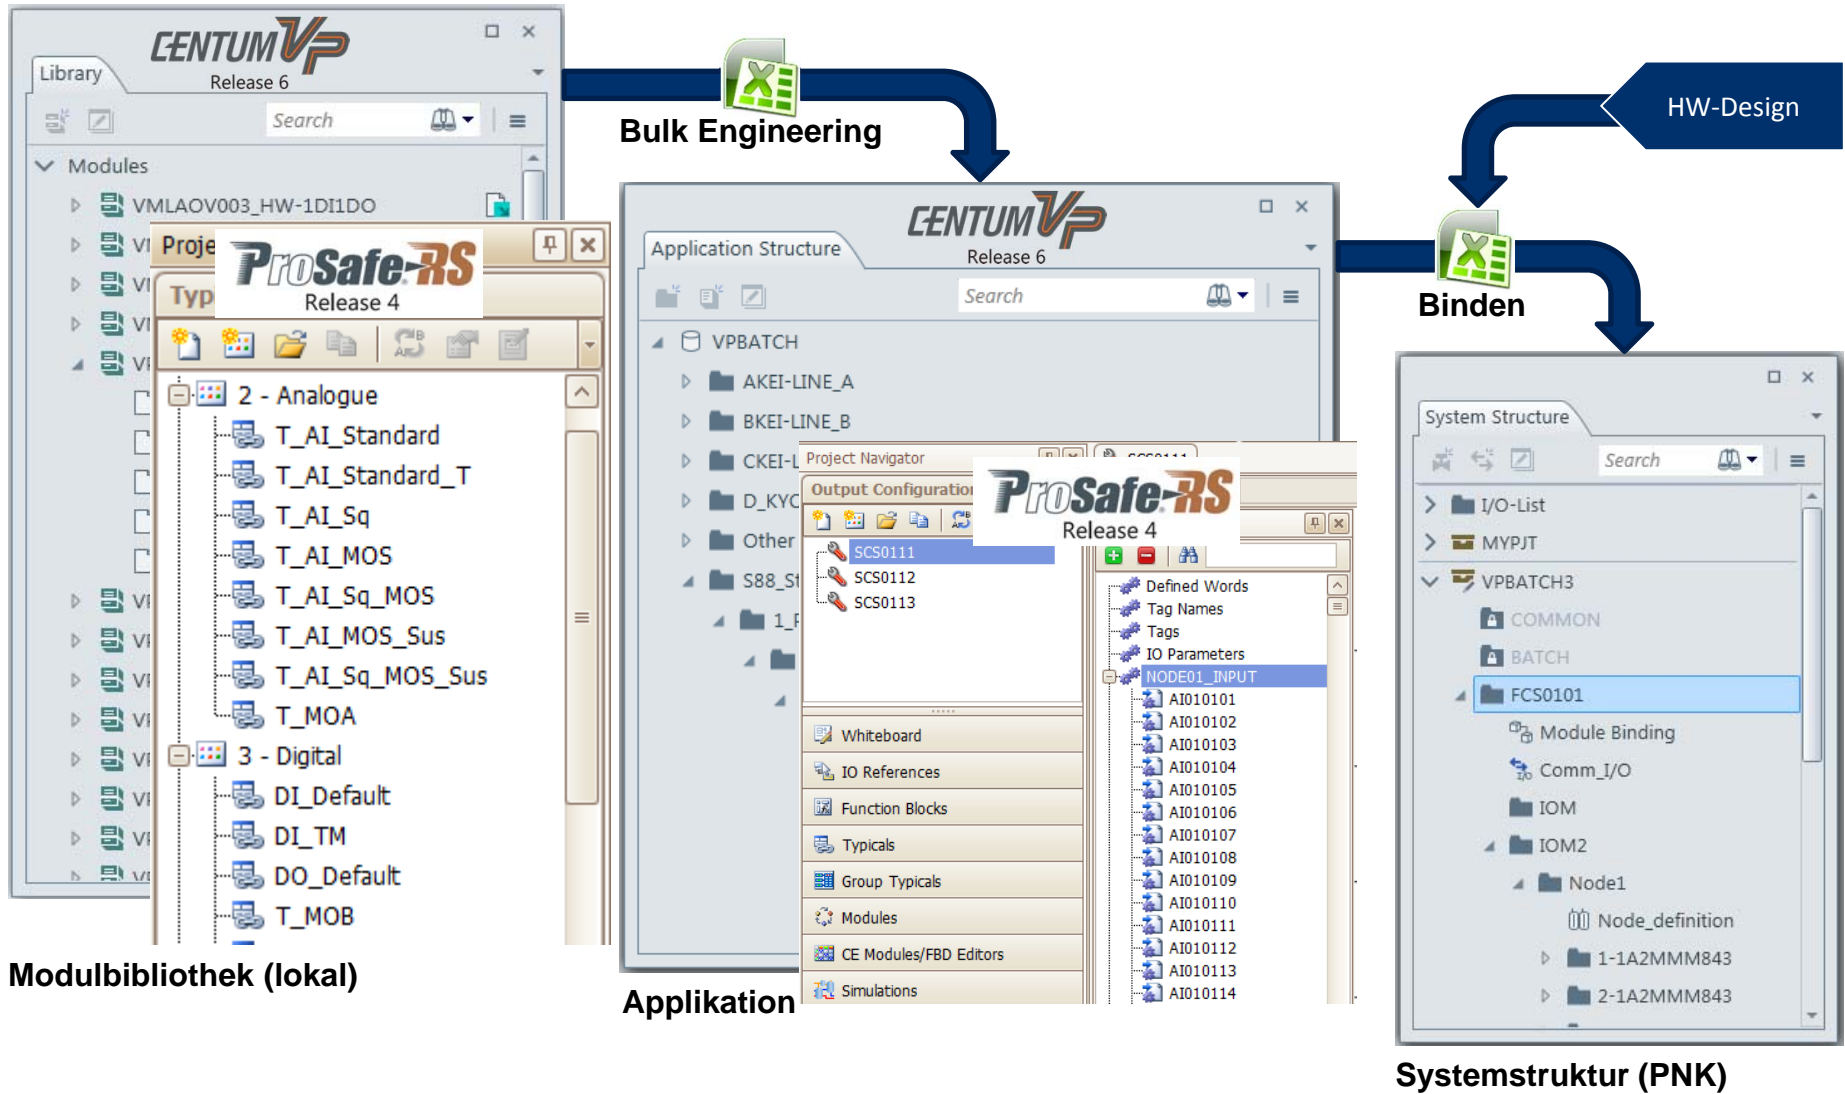 CENTUM VP
Release 6
Library
Search
Modules
VMLAOV003_HW-1DI1DO
ProSafe-RS
Release 4
2 - Analogue
T_AI_Standard
T_AI_Standard_T
T_AI_Sq
T_AI_MOS
T_AI_Sq_MOS
T_AI_MOS_Sus
T_AI_Sq_MOS_Sus
T_MOA
3 - Digital
DI_Default
DI_TM
DO_Default
T_MOB
Modulbibliothek (lokal)
Bulk Engineering
CENTUM VP
Release 6
Application Structure
Search
VPBATCH
AKEI-LINE_A
BKEI-LINE_B
CKEI-L
D_KYO
Other
S88_St
Project Navigator
Output Configuration
ProSafe-RS
Release 4
SCS0111
SCS0111
SCS0112
SCS0113
Whiteboard
IO References
Function Blocks
Typicals
Group Typicals
Modules
CE Modules/FBD Editors
Simulations
Defined Words
Tag Names
Tags
IO Parameters
NODE01_INPUT
AI010101
AI010102
AI010103
AI010104
AI010105
AI010106
AI010107
AI010108
AI010109
AI010110
AI010111
AI010112
AI010113
AI010114
Applikation
HW-Design
Binden
System Structure
Search
I/O-List
MYPJT
VPBATCH3
COMMON
BATCH
FCS0101
Module Binding
Comm_I/O
IOM
IOM2
Node1
Node_definition
1-1A2MMM843
2-1A2MMM843
Systemstruktur (PNK)